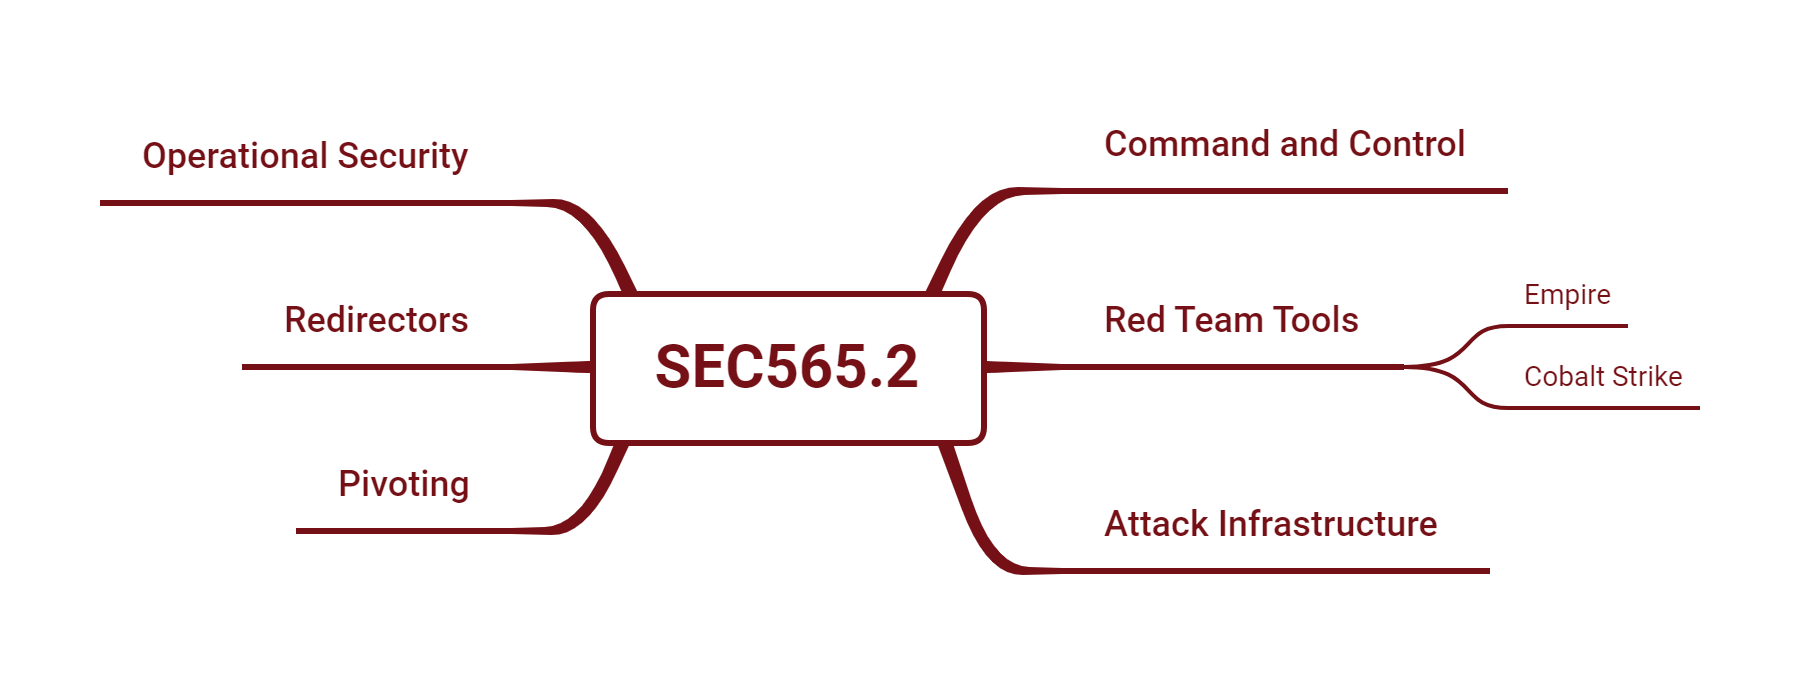 SEC565.2
Command and Control
Red Team Tools
Empire
Cobalt Strike
Attack Infrastructure
Operational Security
Redirectors
Pivoting